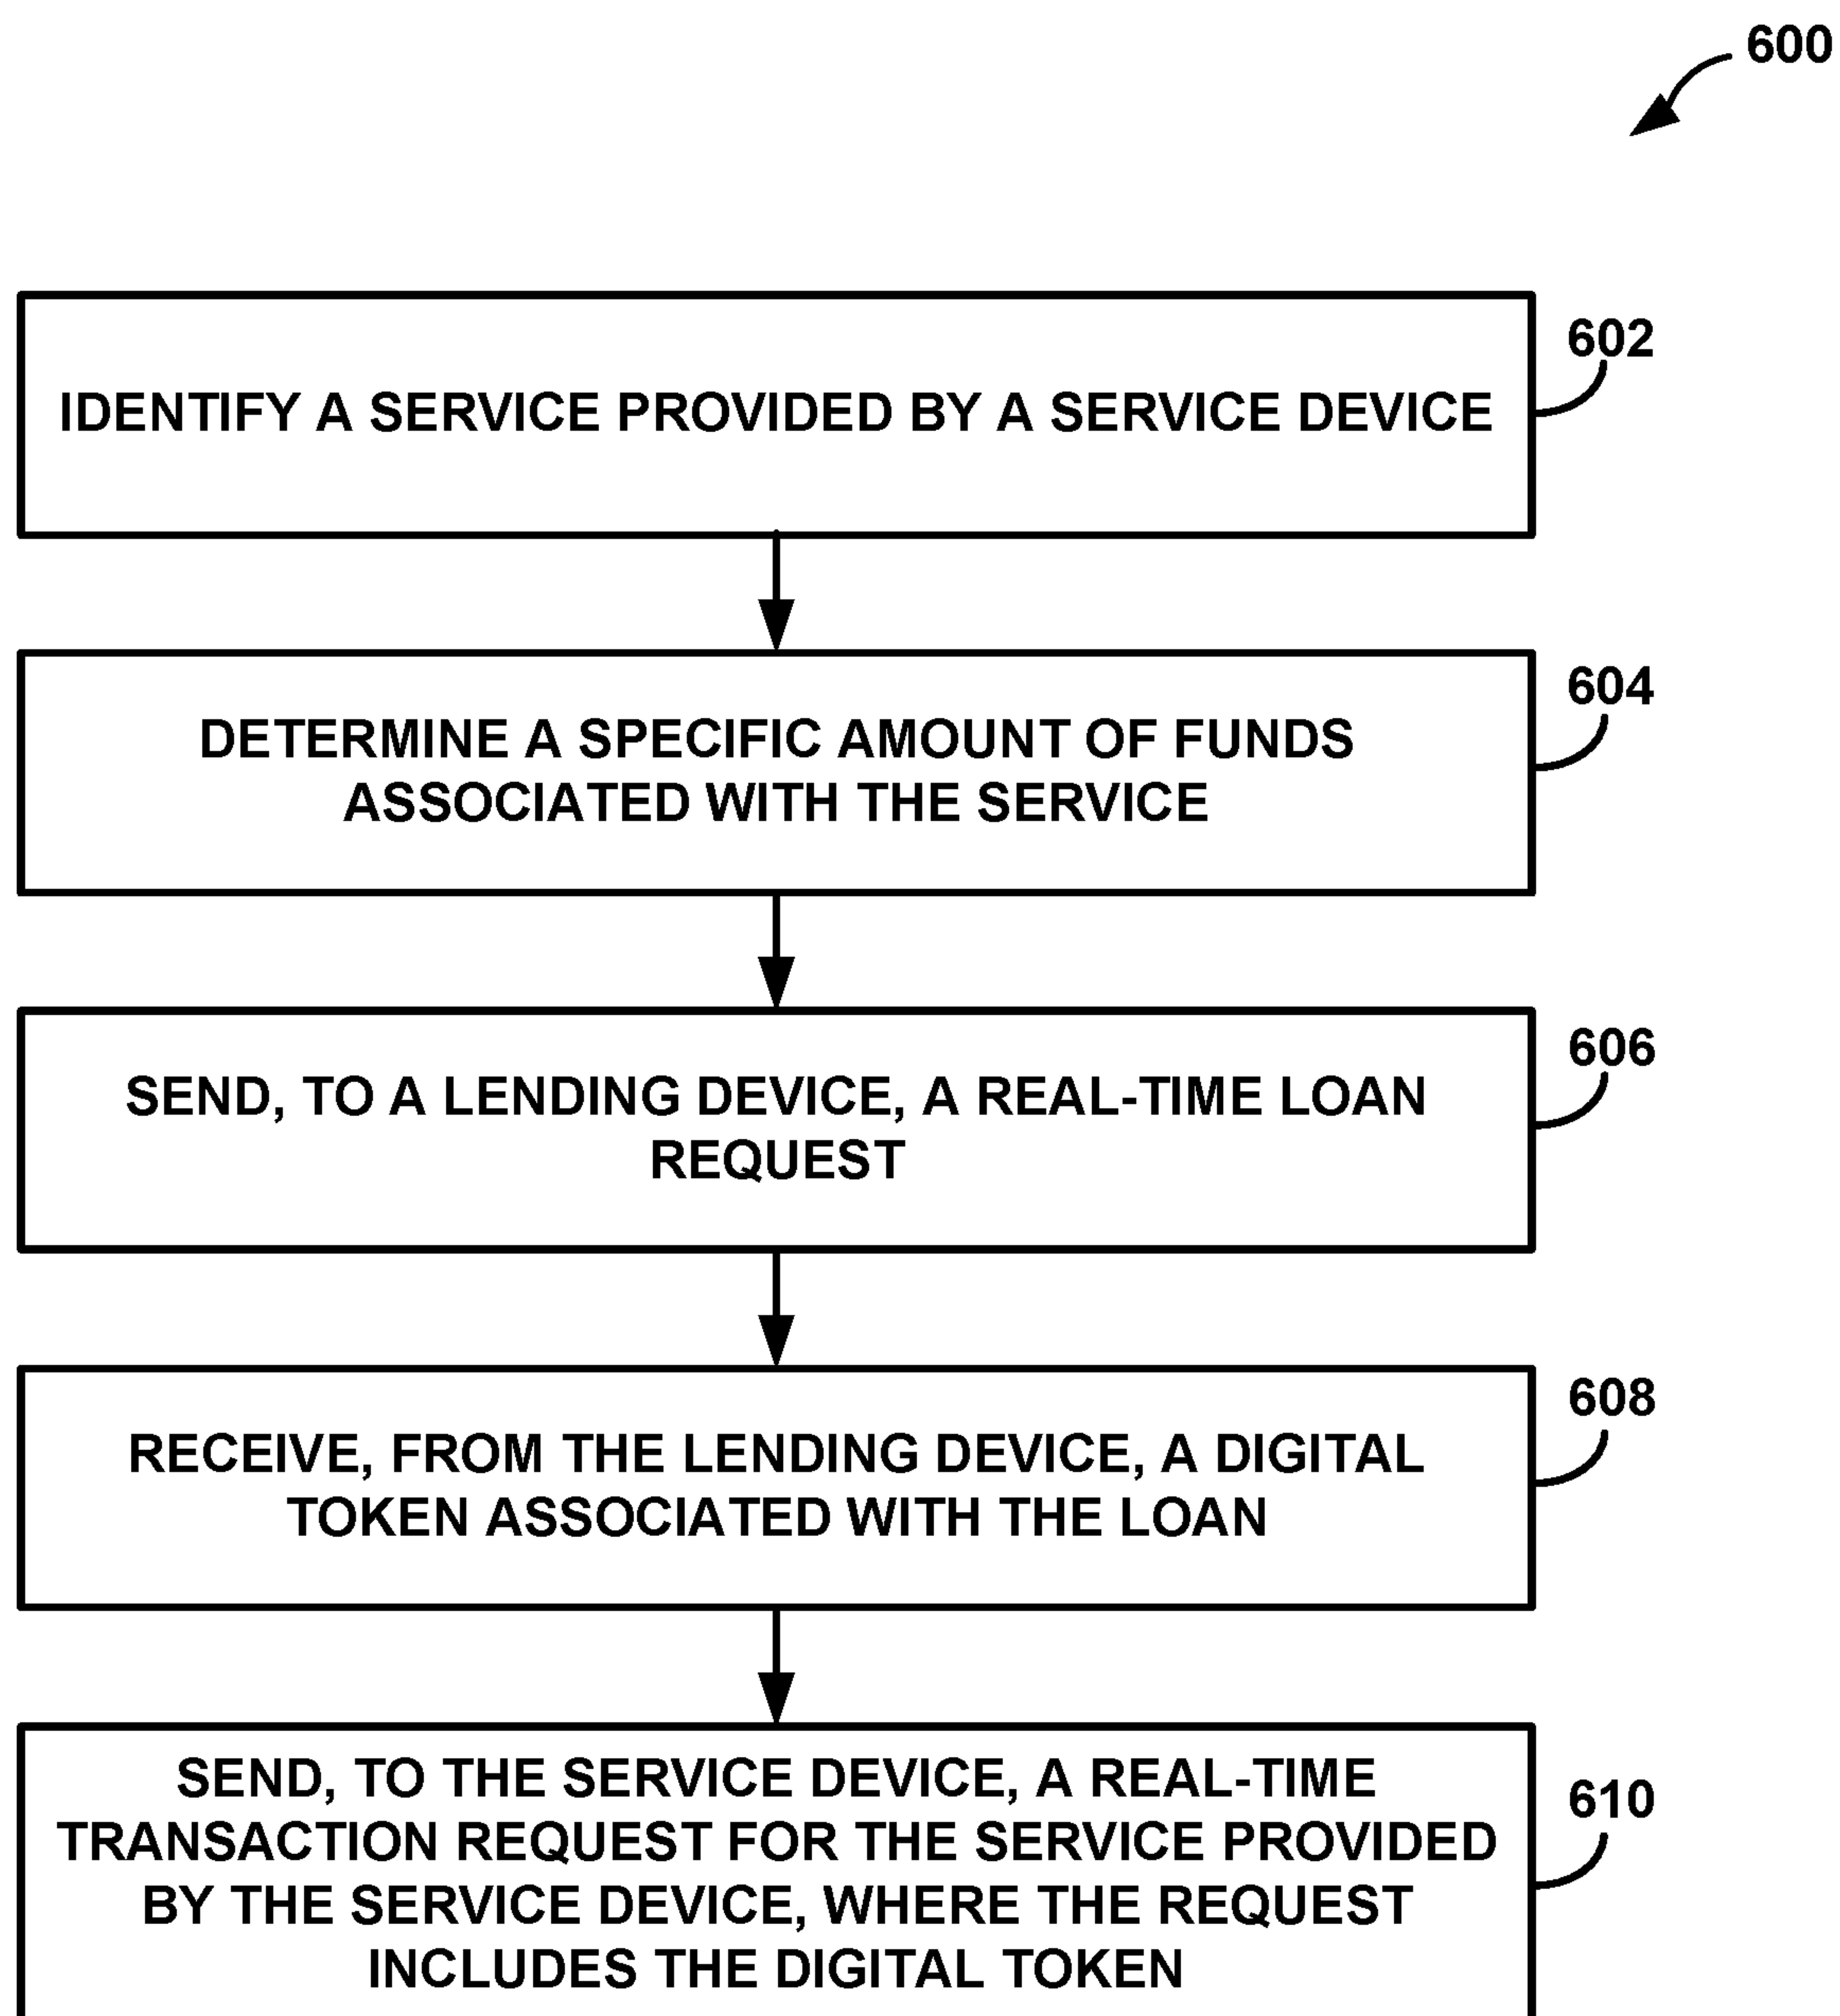 600
602
IDENTIFY A SERVICE PROVIDED BY A SERVICE DEVICE
604
DETERMINE A SPECIFIC AMOUNT OF FUNDS
ASSOCIATED WITH THE SERVICE
606
SEND, TO A LENDING DEVICE, A REAL-TIME LOAN
REQUEST
608
RECEIVE, FROM THE LENDING DEVICE, A DIGITAL
TOKEN ASSOCIATED WITH THE LOAN
610
SEND, TO THE SERVICE DEVICE, A REAL-TIME
TRANSACTION REQUEST FOR THE SERVICE PROVIDED
BY THE SERVICE DEVICE, WHERE THE REQUEST
INCLUDES THE DIGITAL TOKEN